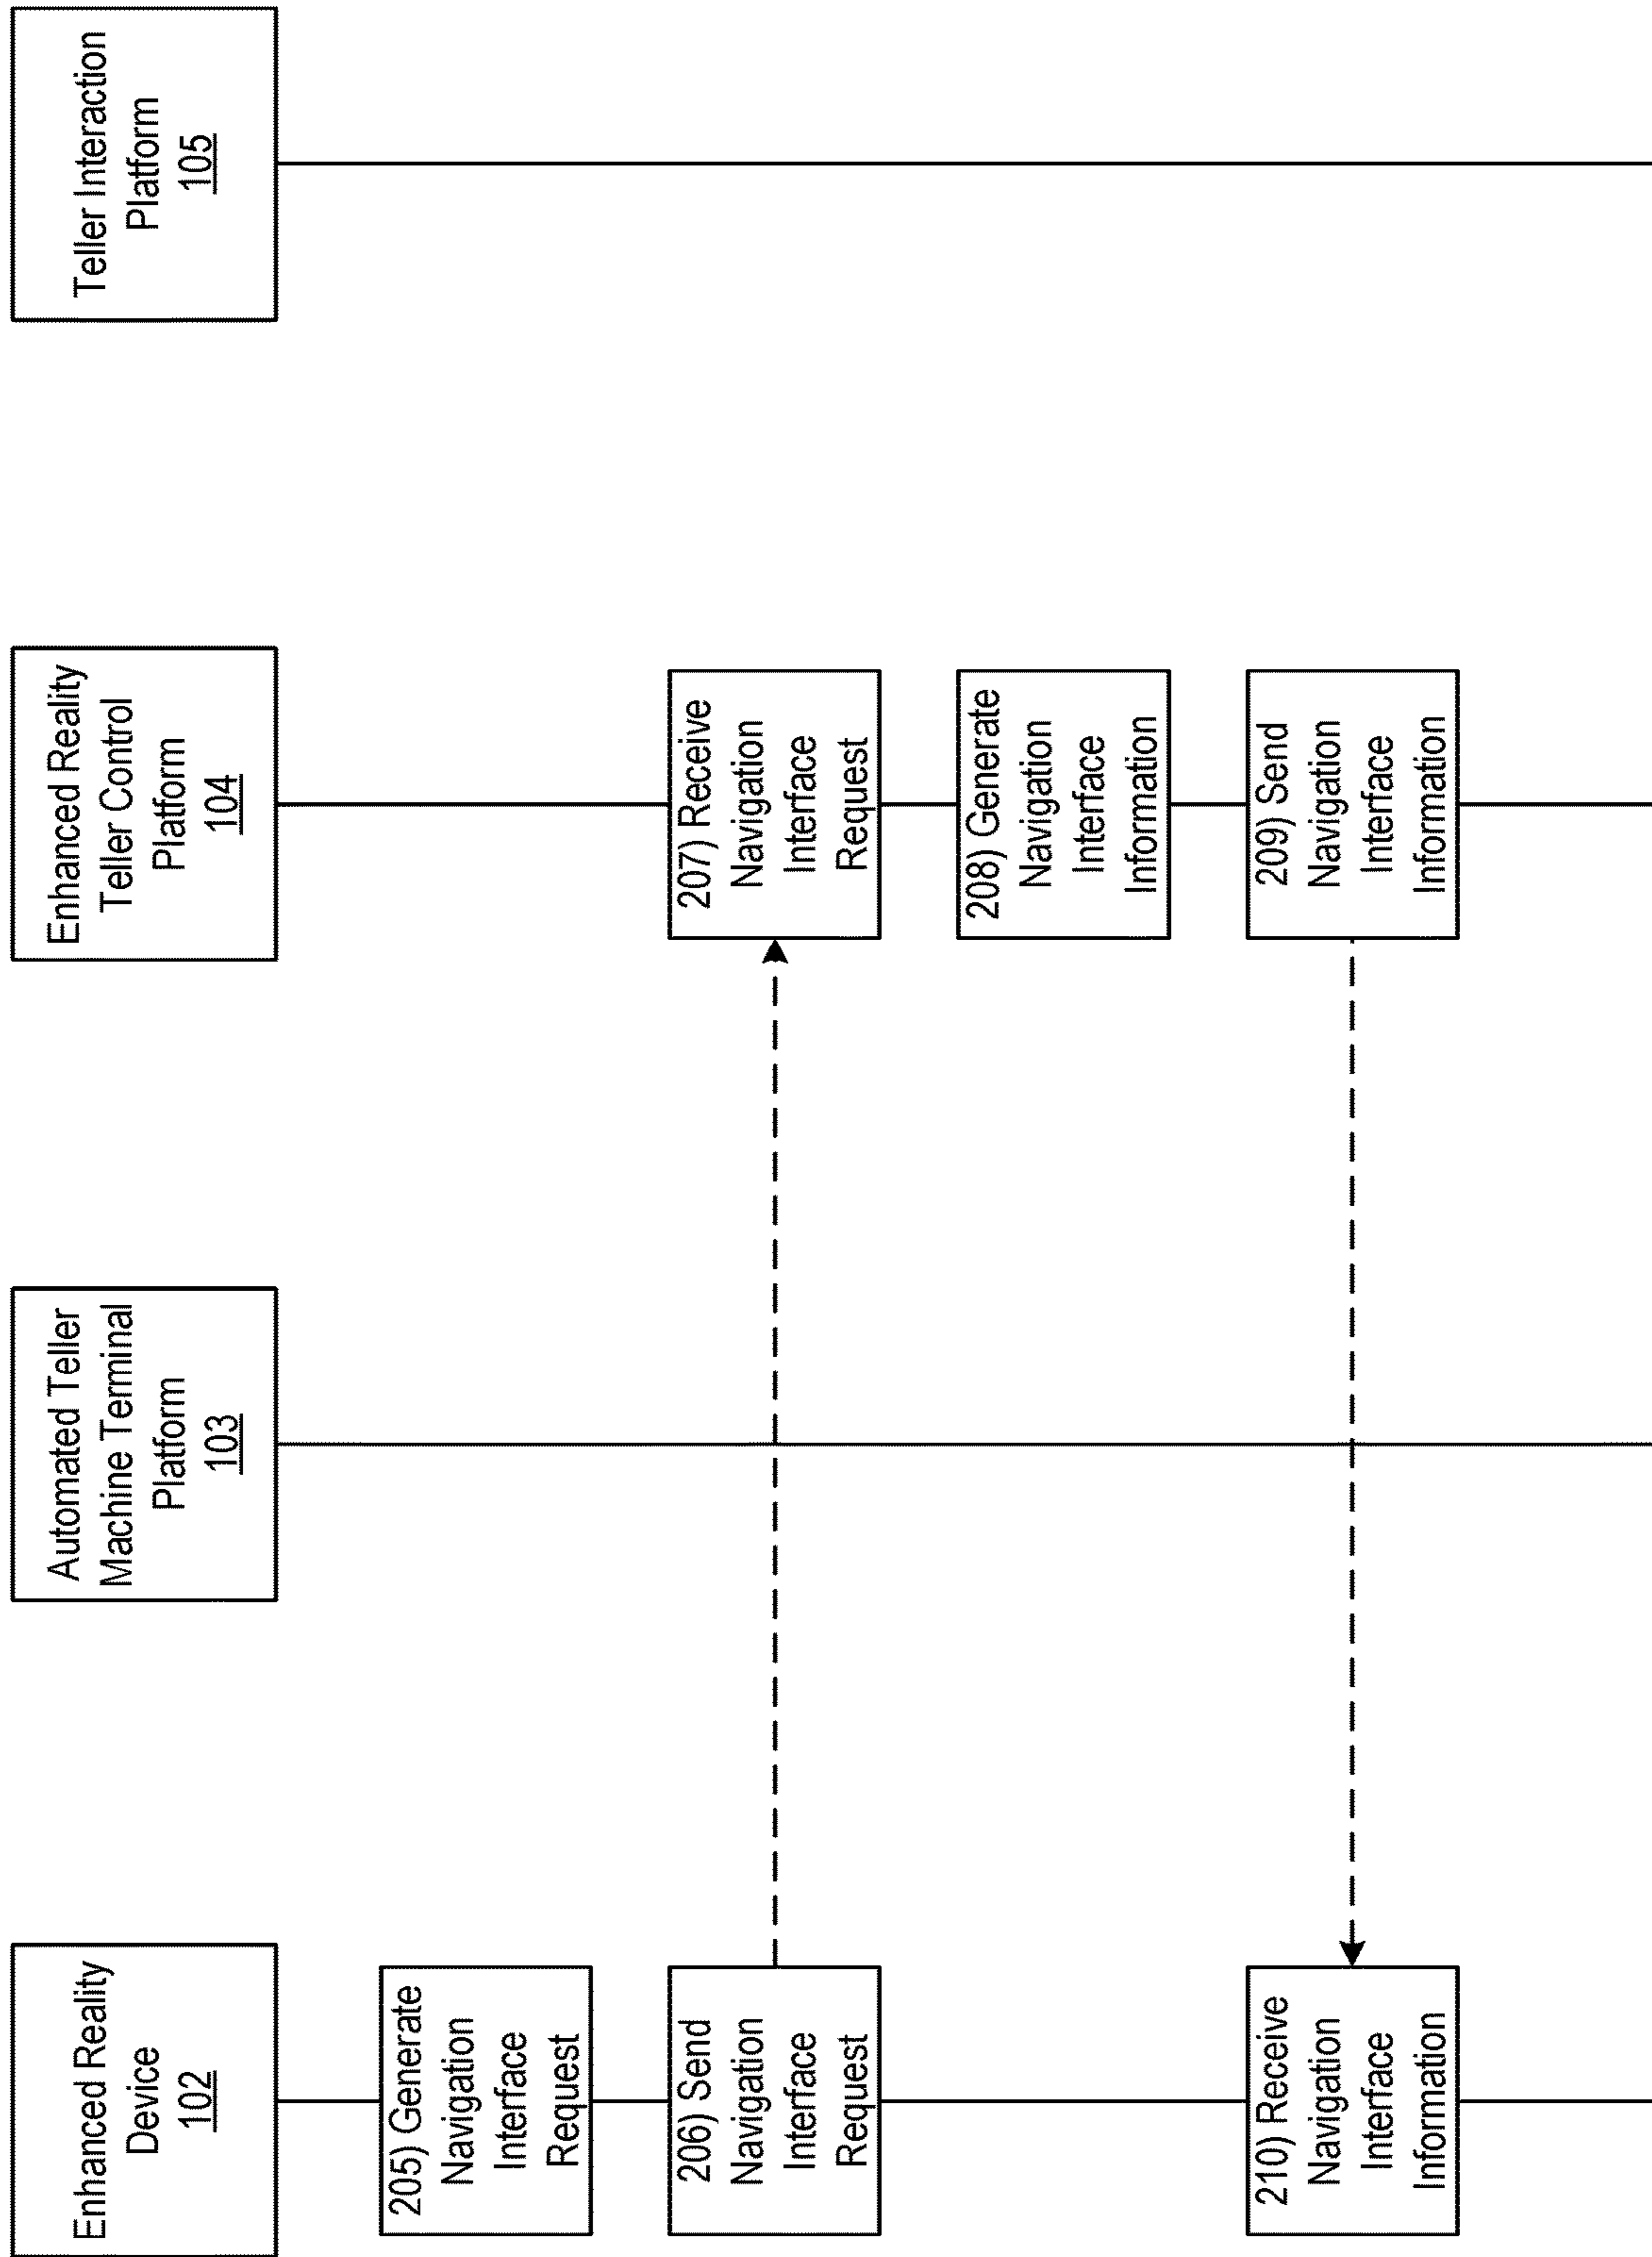 Enhanced Reality
Device
102
Automated Teller
Machine Terminal
Platform
103
Enhanced Reality
Teller Control
Platform
104
Teller Interaction
Platform
105
205) Generate
Navigation
Interface
Request
206) Send
Navigation
Interface
Request
207) Receive
Navigation
Interface
Request
208) Generate
Navigation
Interface
Information
209) Send
Navigation
Interface
Information
210) Receive
Navigation
Interface
Information